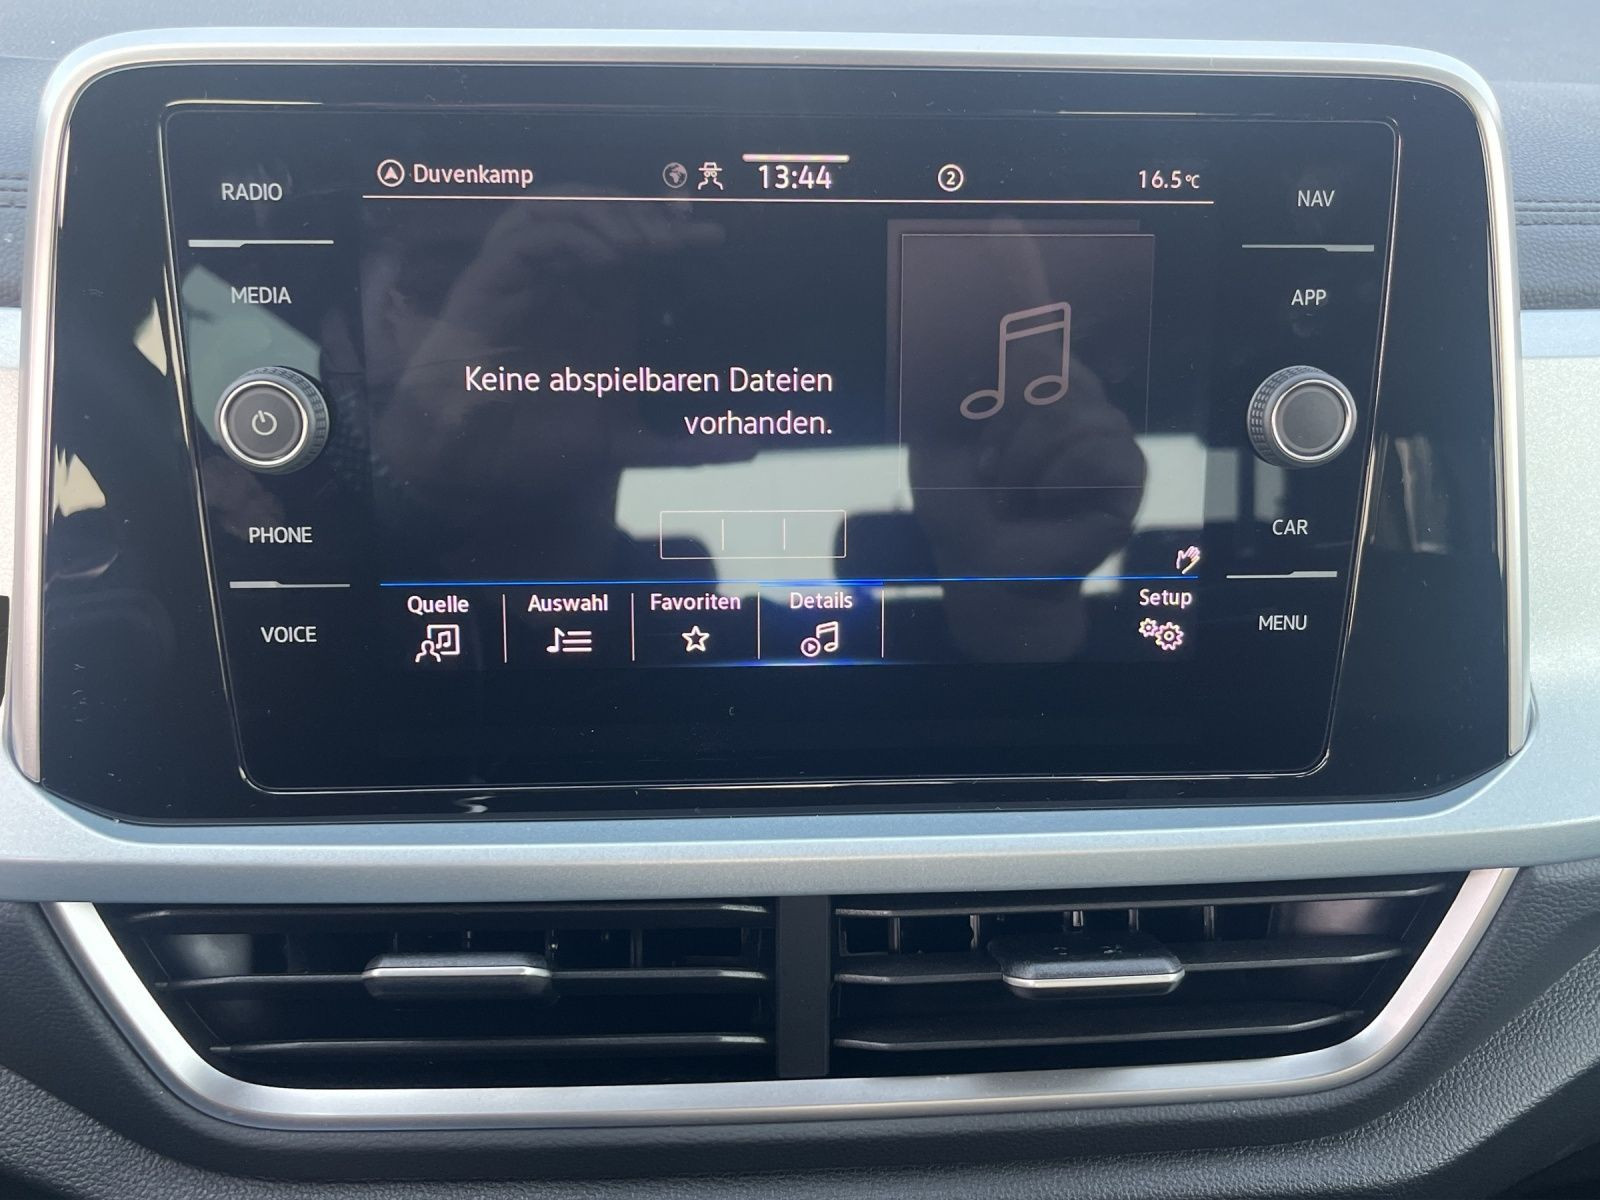 RADIO
MEDIA
PHONE
VOICE
Duvenkamp
13:44
2
16.5°C
Keine abspielbaren Dateien
vorhanden.
Quelle
Auswahl
Favoriten
Details
Setup
NAV
APP
CAR
MENU